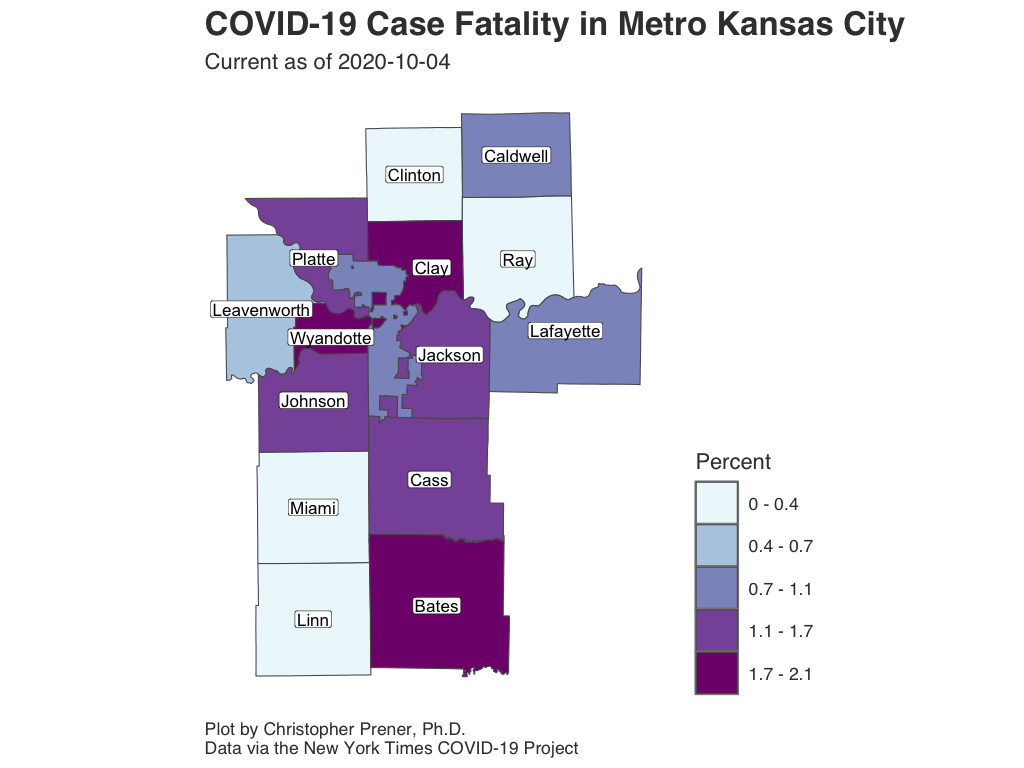 COVID-19 Case Fatality in Metro Kansas City
Current as of 2020-10-04
Caldwell
Clinton
Platte
Clay
Ray
Leavenworth
Wyandotte
Lafayette
Jackson
Johnson
Cass
Miami
Bates
Linn
Percent
0 - 0.4
0.4 - 0.7
0.7 - 1.1
1.1 - 1.7
1.7 - 2.1
Plot by Christopher Prener, Ph.D.
Data via the New York Times COVID-19 Project